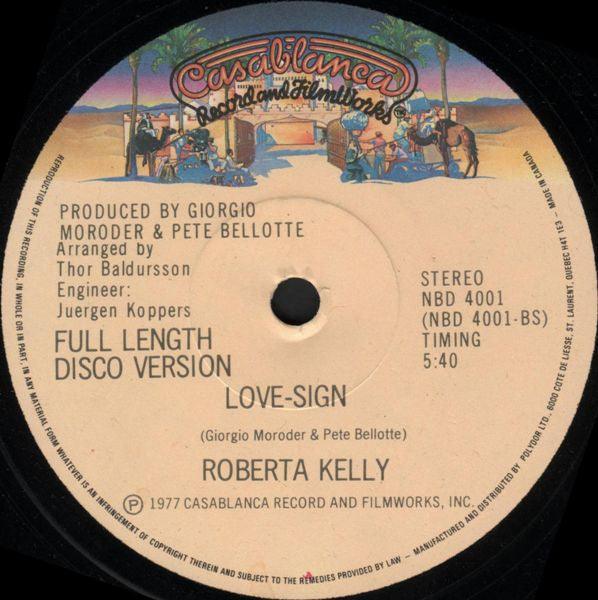 Casablanca
Record and FilmWorks
PRODUCED BY GIORGIO
MORODER & PETE BELLOTTE
Arranged by
Thor Baldursson
Engineer:
Juergen Koppers
FULL LENGTH
DISCO VERSION
STEREO
NBD 4001
(NBD 4001-BS)
TIMING
5:40
LOVE-SIGN
(Giorgio Moroder & Pete Bellotte)
ROBERTA KELLY
Ⓟ 1977 CASABLANCA RECORD AND FILMWORKS, INC.
REPRODUCTION OF THIS RECORDING, IN WHOLE OR IN PART, IN ANY MATERIAL FORM WHATEVER IS AN INFRINGEMENT OF COPYRIGHT THEREIN AND SUBJECT TO THE REMEDIES PROVIDED BY LAW — MANUFACTURED AND DISTRIBUTED BY POLYDOR LTD., 6000 COTE DE LIESSE, ST. LAURENT, QUEBEC H4T 1E3 — MADE IN CANADA